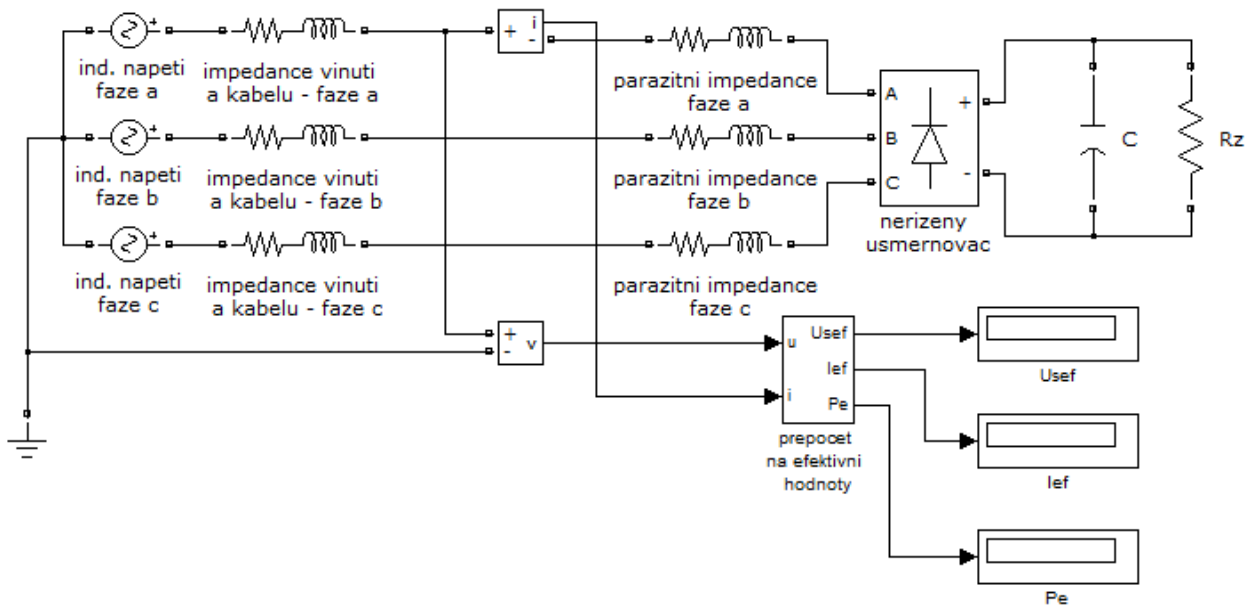 ind. napeti
faze a
impedance vinuti
a kabelu - faze a
+
i
-
parazitni impedance
faze a
ind. napeti
faze b
impedance vinuti
a kabelu - faze b
parazitni impedance
faze b
ind. napeti
faze c
impedance vinuti
a kabelu - faze c
parazitni impedance
faze c
A
B
C
+
-
nerizeny
usmernovac
C
Rz
+
-
v
u
i
Usef
Ief
Pe
prepocet
na efektivni
hodnoty
Usef
Ief
Pe